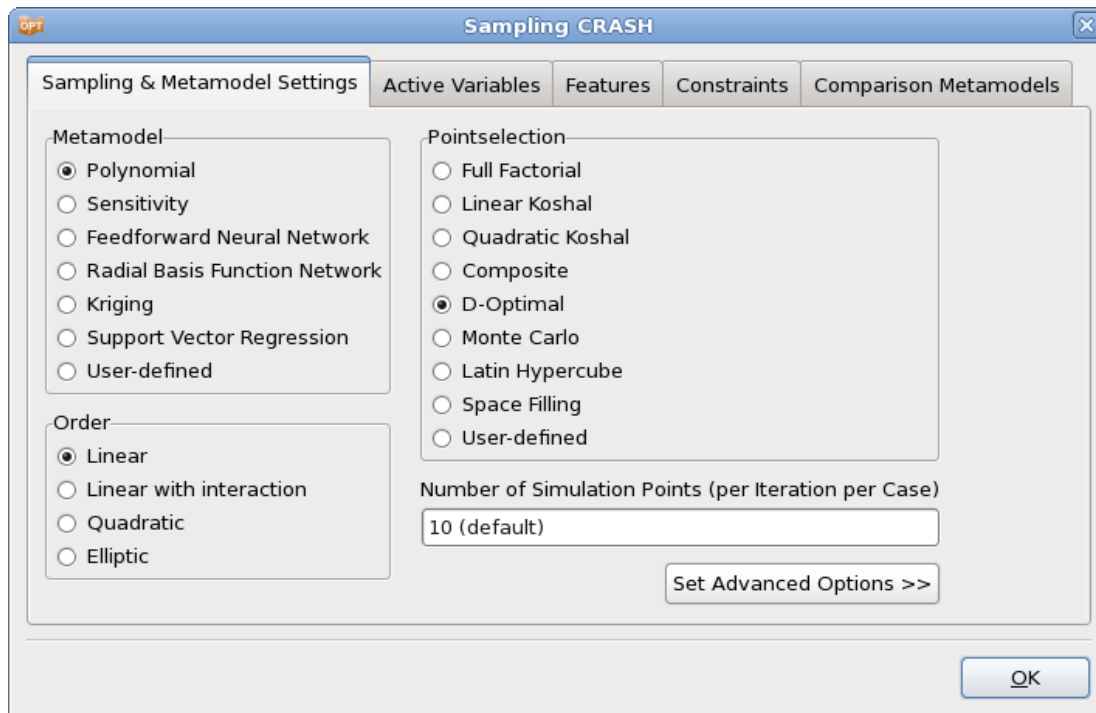 OPT
Sampling CRASH
Sampling & Metamodel Settings
Active Variables
Features
Constraints
Comparison Metamodels
Metamodel
Polynomial
Sensitivity
Feedforward Neural Network
Radial Basis Function Network
Kriging
Support Vector Regression
User-defined
Order
Linear
Linear with interaction
Quadratic
Elliptic
Pointselection
Full Factorial
Linear Koshal
Quadratic Koshal
Composite
D-Optimal
Monte Carlo
Latin Hypercube
Space Filling
User-defined
Number of Simulation Points (per Iteration per Case)
10 (default)
Set Advanced Options >>
OK